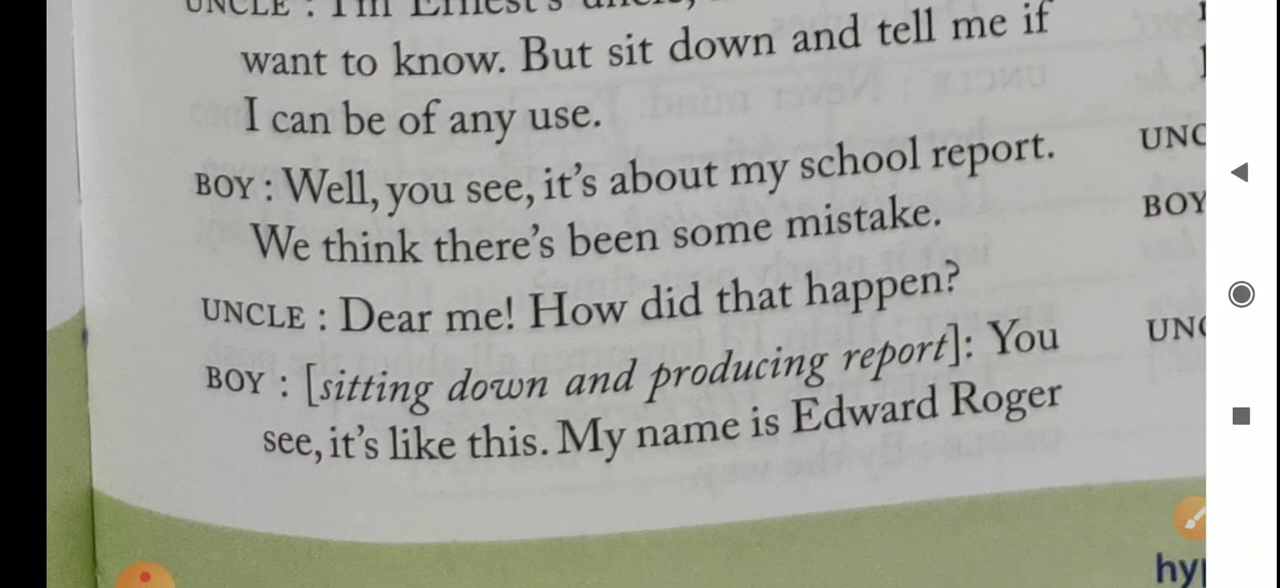 UNCLE : I'm Ernest's uncle,
want to know. But sit down and tell me if
I can be of any use.
BOY : Well, you see, it's about my school report.
We think there's been some mistake.
UNCLE : Dear me! How did that happen?
BOY : [sitting down and producing report]: You
see, it's like this. My name is Edward Roger
UNC
BOY
UNC
hy